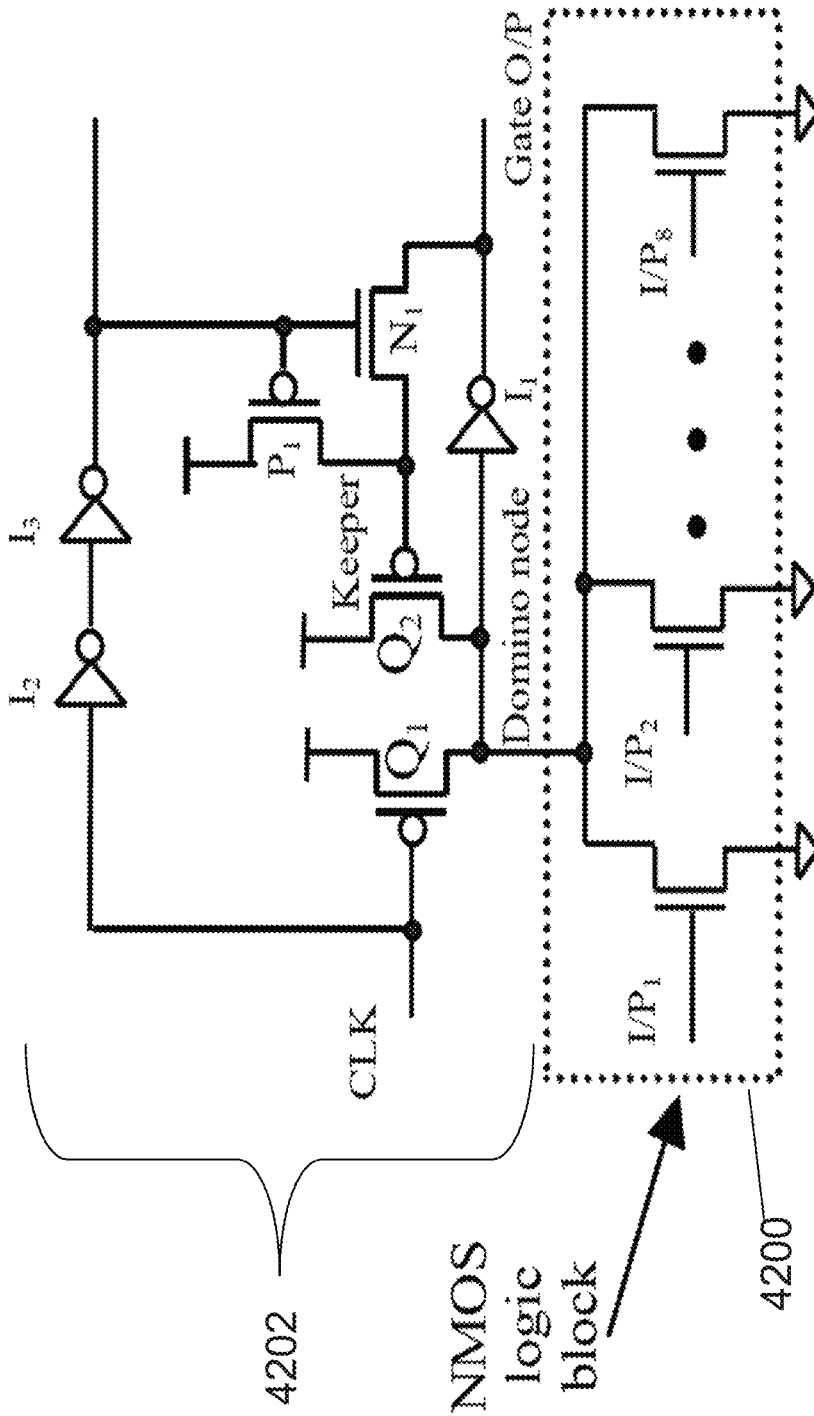 I₂
I₃
P₁
Keeper
N₁
CLK
Q₁
Q₂
I₁
Domino node
Gate O/P
4202
I/P₁
I/P₂
I/P₈
NMOS
logic
block
4200